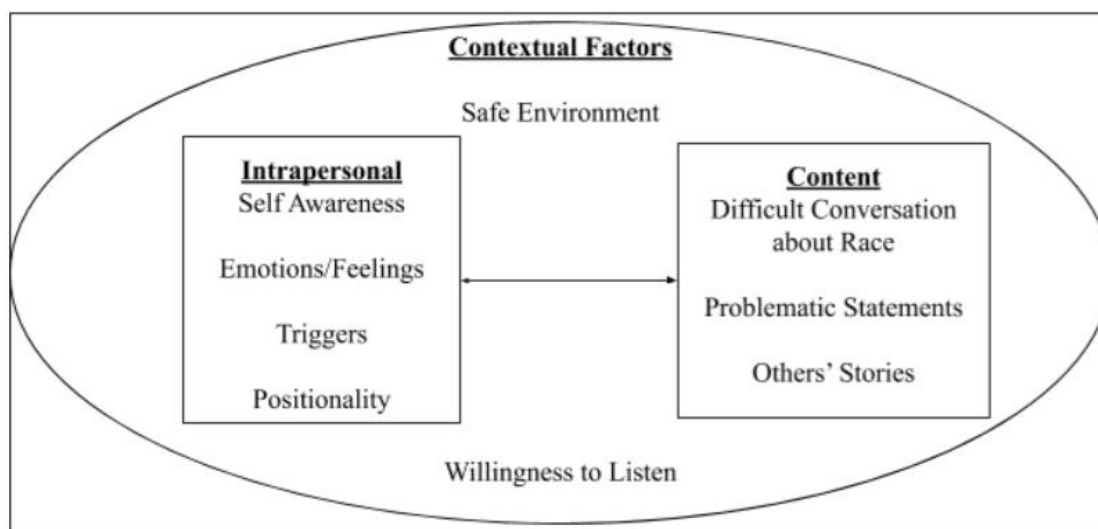 Contextual Factors
Safe Environment
Intrapersonal
Self Awareness
Emotions/Feelings
Triggers
Positionality
Content
Difficult Conversation
about Race
Problematic Statements
Others’ Stories
Willingness to Listen